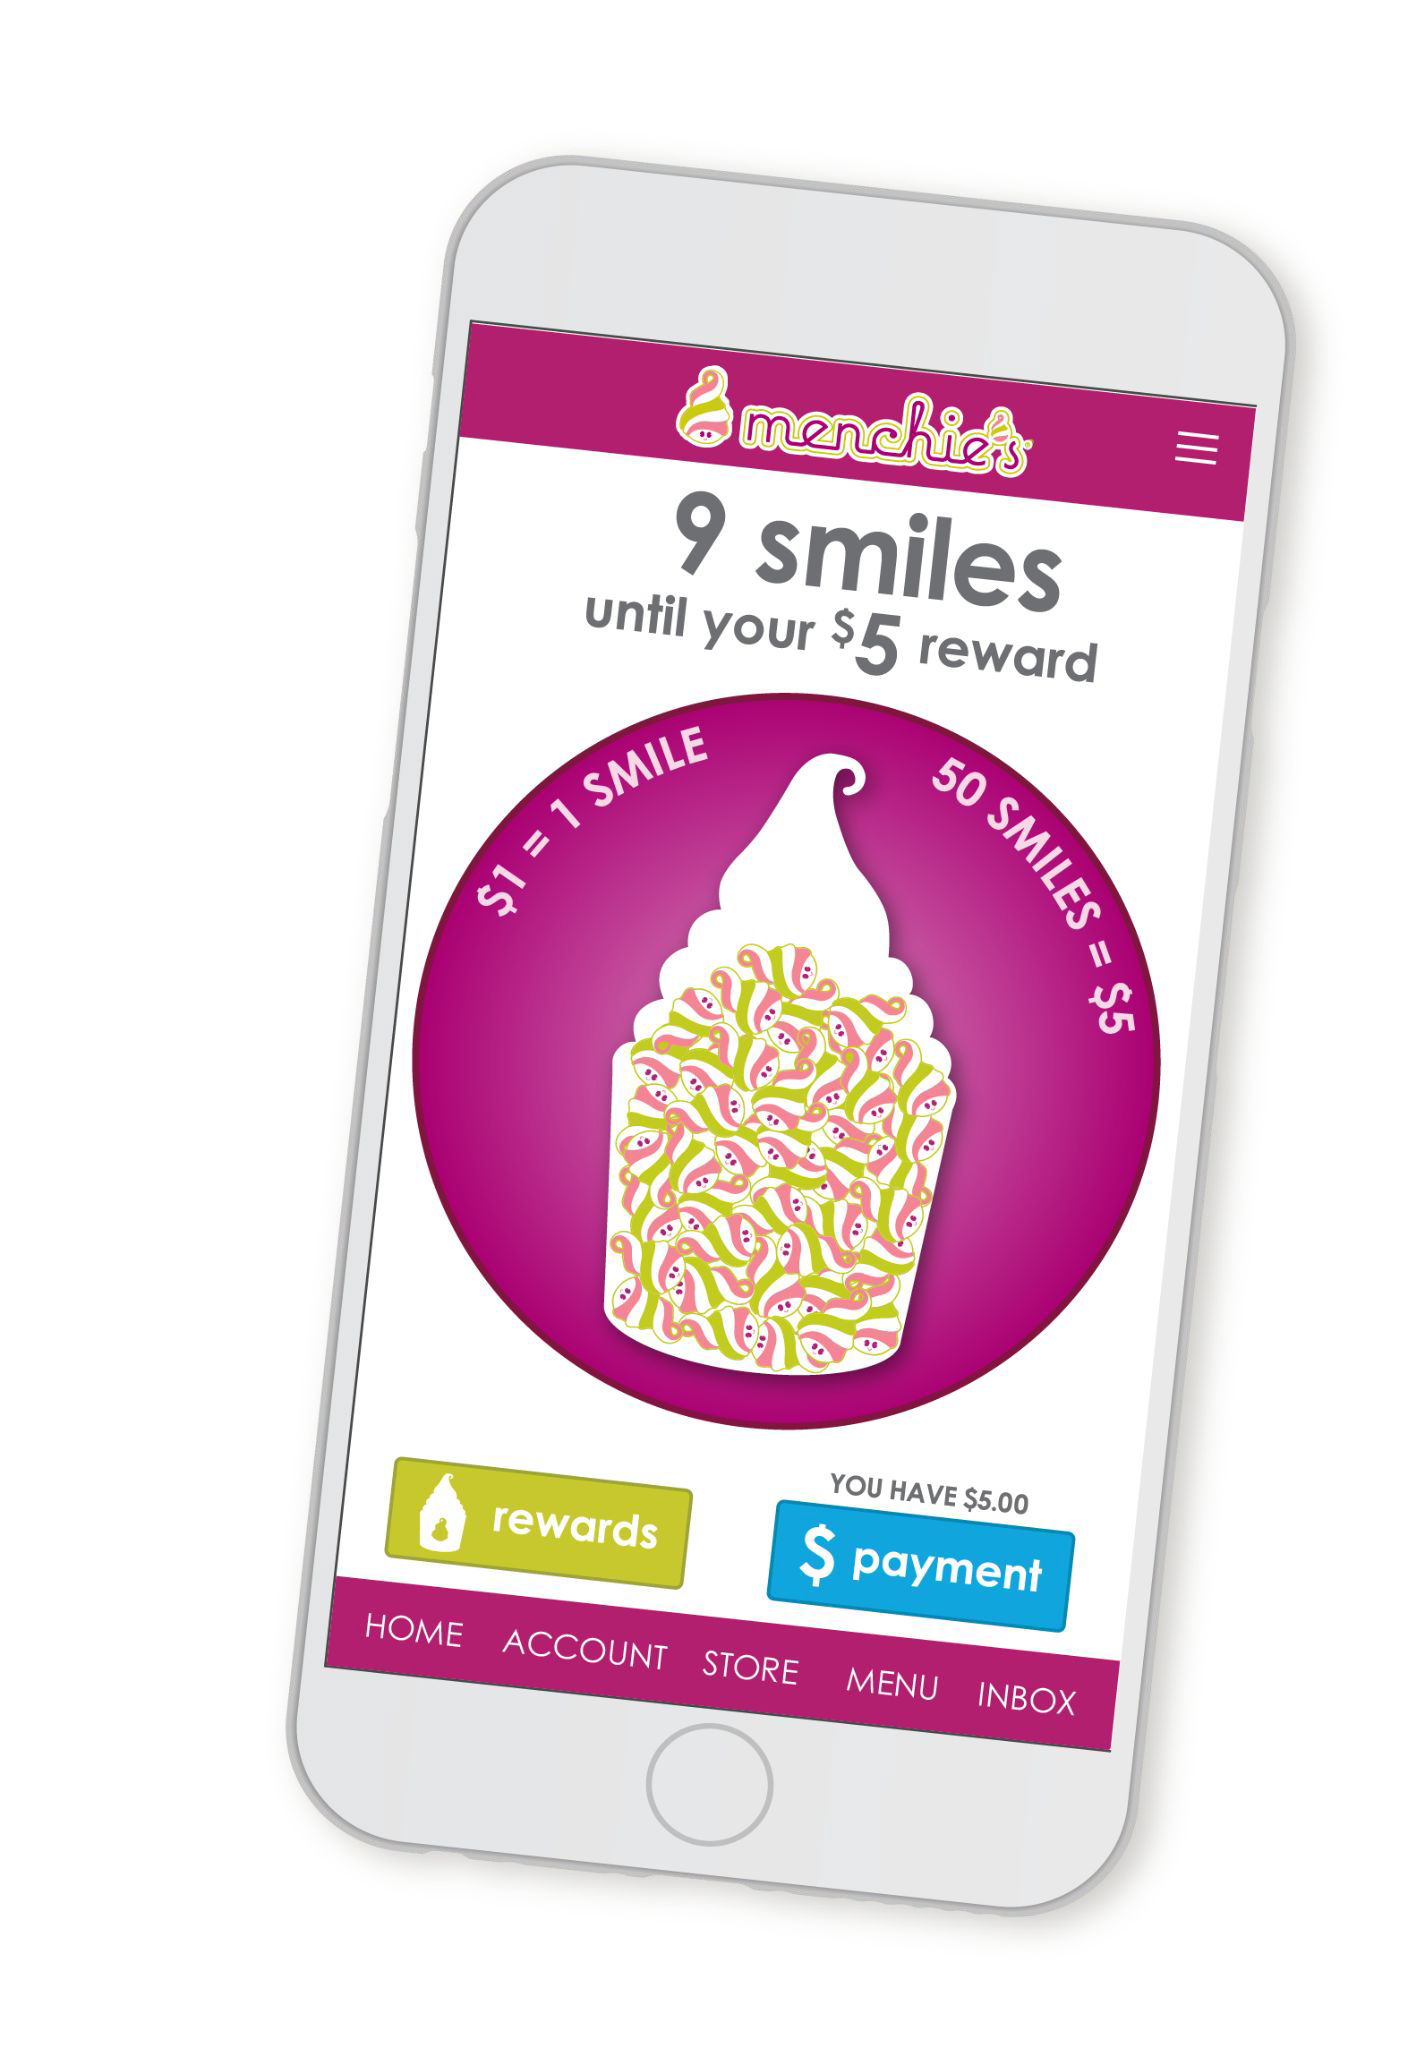 menchie's
9 smiles
until your $5 reward
$1 = 1 SMILE
50 SMILES = $5
rewards
YOU HAVE $5.00
$ payment
HOME ACCOUNT STORE MENU INBOX